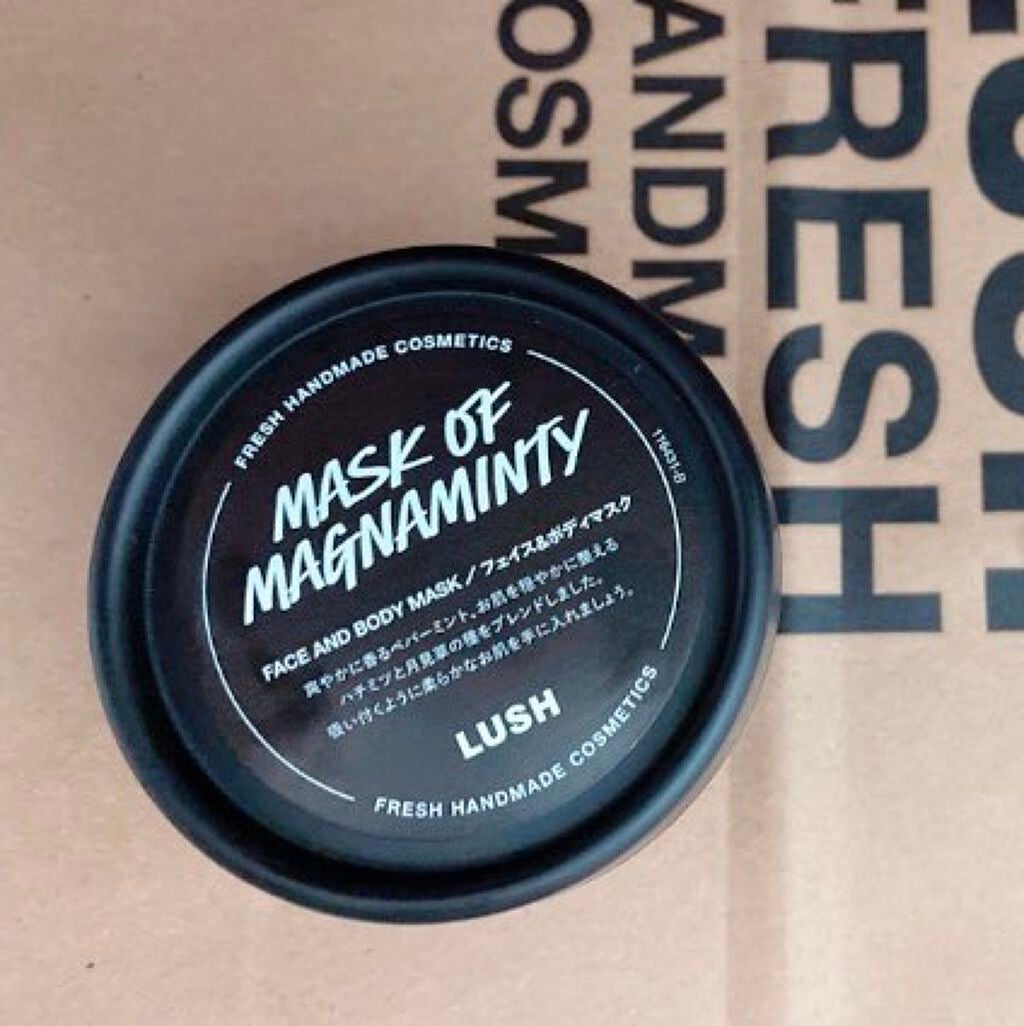 FRESH HANDMADE COSMETICS
MASK OF
MAGNAMINTY
FACE AND BODY MASK / フェイス&ボディマスク
爽やかに香るペパーミント、お肌を穏やかに整える
ハチミツと月見草の種をブレンドしました。
吸い付くように柔らかなお肌を手に入れましょう。
LUSH
FRESH HANDMADE COSMETICS
116431-B
FRESH
ANDM
OSM